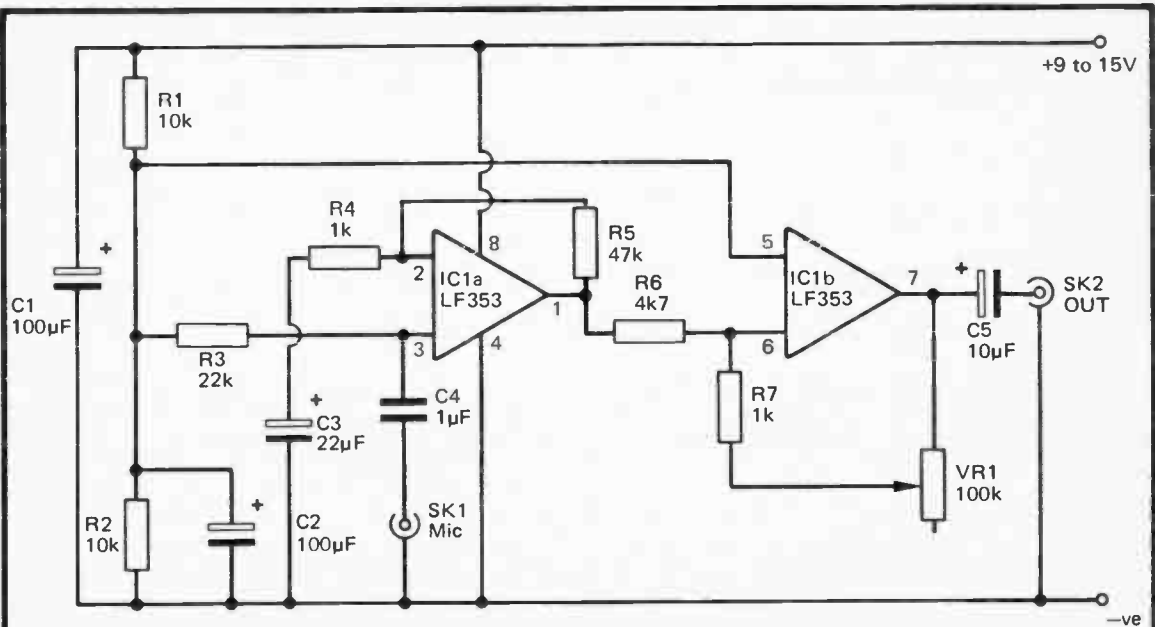 +9 to 15V
R1
10k
R4
1k
8
R5
47k
5
2
IC1a
LF353
IC1b
LF353
7
+
SK2
OUT
+
R6
4k7
1
C1
100µF
C5
10µF
3
4
6
R3
22k
C4
1µF
R7
1k
+
C3
22µF
VR1
100k
+
SK1
Mic
R2
10k
C2
100µF
—ve